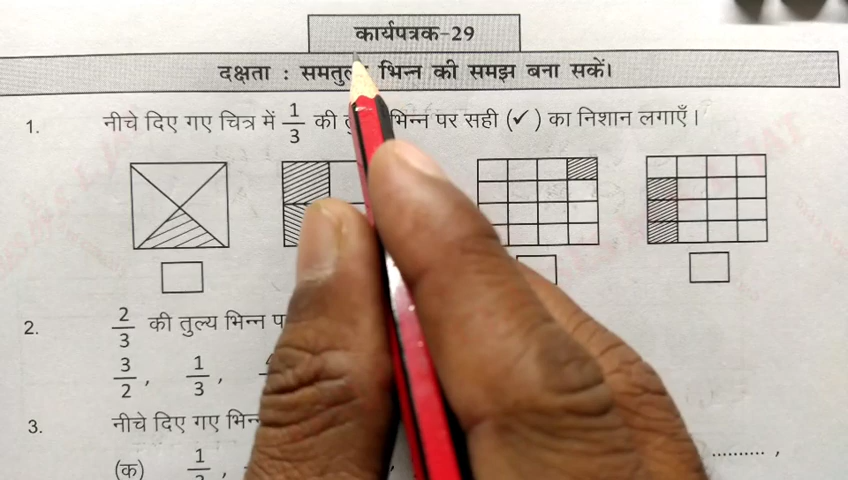 कार्यपत्रक-29
दक्षता : भिन्न की समझ बना सकें।
1. नीचे दिए गए चित्र में 1/3 की भिन्न पर सही (✓) का निशान लगाएँ।
2. 2/3 की तुल्य भिन्न
3/2, 1/3,
3. नीचे दिए गए
(क) ,
.......... ,